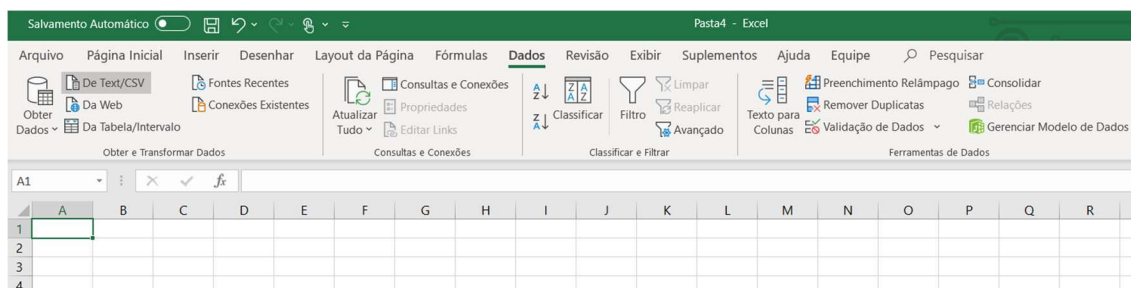 Salvamento Automático
Pasta4 - Excel
Arquivo Página Inicial Inserir Desenhar Layout da Página Fórmulas Dados Revisão Exibir Suplementos Ajuda Equipe Pesquisar
Obter Dados
De Text/CSV
Da Web
Da Tabela/Intervalo
Fontes Recentes
Conexões Existentes
Obter e Transformar Dados
Atualizar Tudo
Consultas e Conexões
Propriedades
Editar Links
Consultas e Conexões
Classificar
Filtro
Limpar
Reaplicar
Avançado
Classificar e Filtrar
Texto para Colunas
Preenchimento Relâmpago
Remover Duplicatas
Validação de Dados
Consolidar
Relações
Gerenciar Modelo de Dados
Ferramentas de Dados
A1
fx
A B C D E F G H I J K L M N O P Q R
1
2
3
4